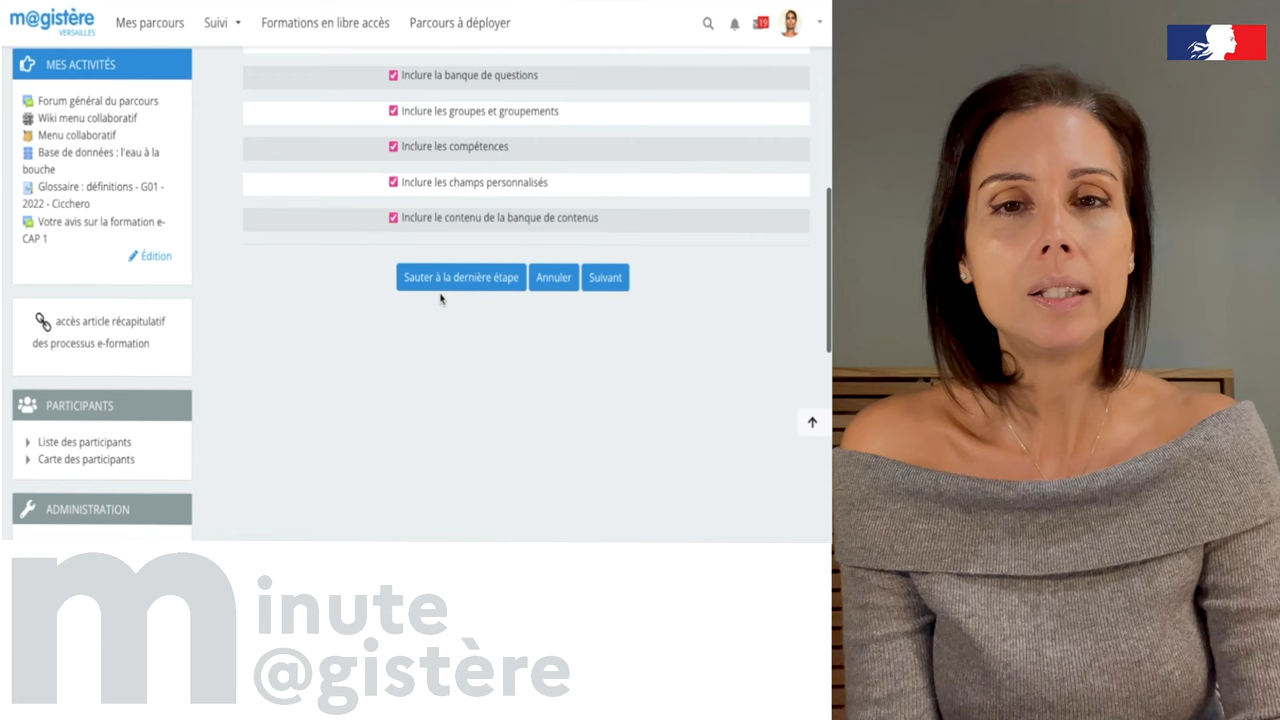 m@gistère
VERSAILLES
Mes parcours
Suivi
Formations en libre accès
Parcours à déployer
19
MES ACTIVITÉS
Forum général du parcours
Wiki menu collaboratif
Menu collaboratif
Base de données : l'eau à la
bouche
Glossaire : définitions - G01 -
2022 - Cicchero
Votre avis sur la formation e-
CAP 1
Édition
accès article récapitulatif
des processus e-formation
PARTICIPANTS
Liste des participants
Carte des participants
ADMINISTRATION
Inclure la banque de questions
Inclure les groupes et groupements
Inclure les compétences
Inclure les champs personnalisés
Inclure le contenu de la banque de contenus
Sauter à la dernière étape
Annuler
Suivant
minute
m@gistère